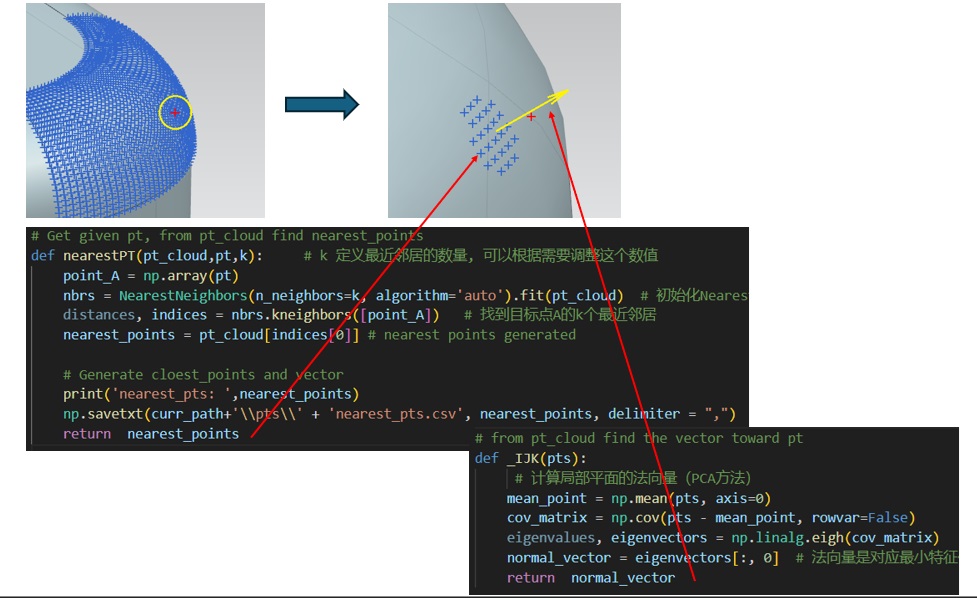 # Get given pt, from pt_cloud find nearest_points
def nearestPT(pt_cloud,pt,k):     # k 定义最近邻居的数量，可以根据需要调整这个数值
    point_A = np.array(pt)
    nbrs = NearestNeighbors(n_neighbors=k, algorithm='auto').fit(pt_cloud)  # 初始化Neares
    distances, indices = nbrs.kneighbors([point_A])   # 找到目标点A的k个最近邻居
    nearest_points = pt_cloud[indices[0]] # nearest points generated
    # Generate cloest_points and vector
    print('nearest_pts: ',nearest_points)
    np.savetxt(curr_path+'\\pts\\' + 'nearest_pts.csv', nearest_points, delimiter = ",")
    return  nearest_points
# from pt_cloud find the vector toward pt
def _IJK(pts):
     # 计算局部平面的法向量（PCA方法）
    mean_point = np.mean(pts, axis=0)
    cov_matrix = np.cov(pts - mean_point, rowvar=False)
    eigenvalues, eigenvectors = np.linalg.eigh(cov_matrix)
    normal_vector = eigenvectors[:, 0]  # 法向量是对应最小特征
    return  normal_vector